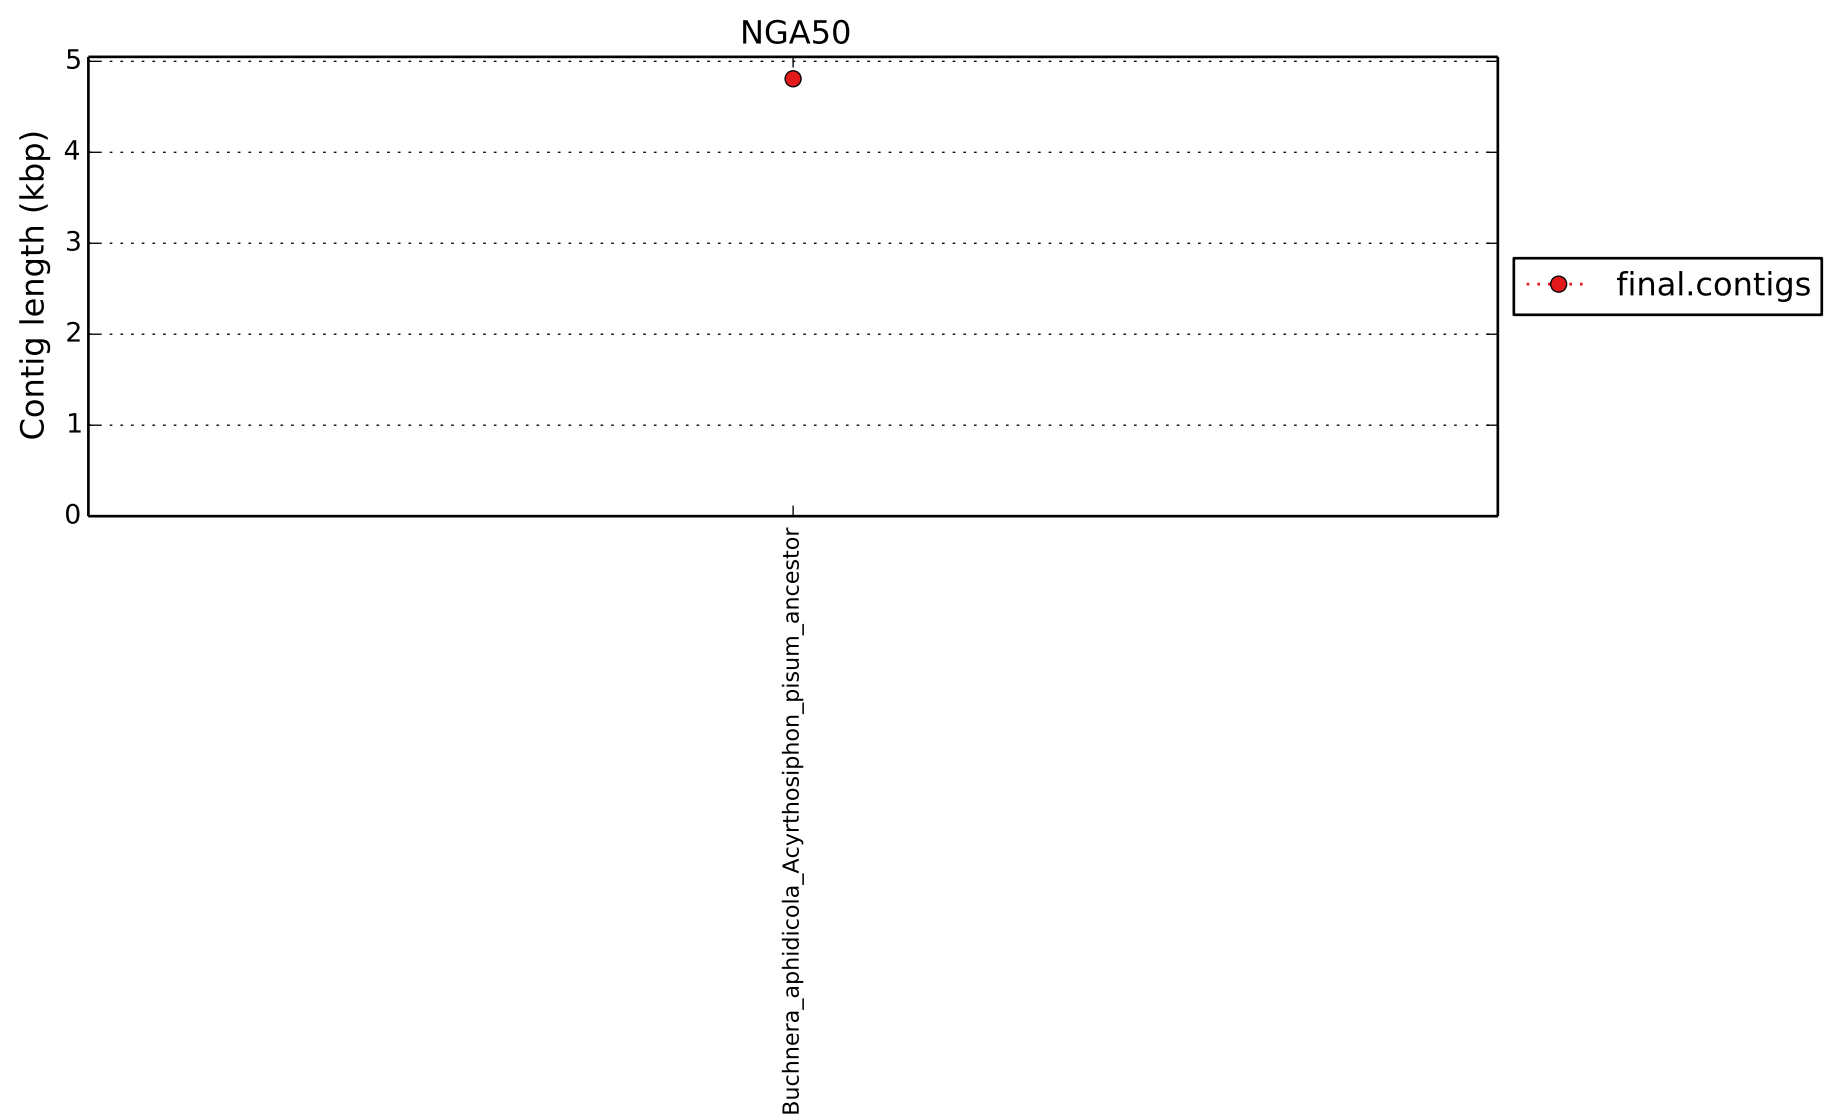 NGA50
Contig length (kbp)
5
4
3
2
1
0
final.contigs
Buchnera_aphidicola_Acyrthosiphon_pisum_ancestor